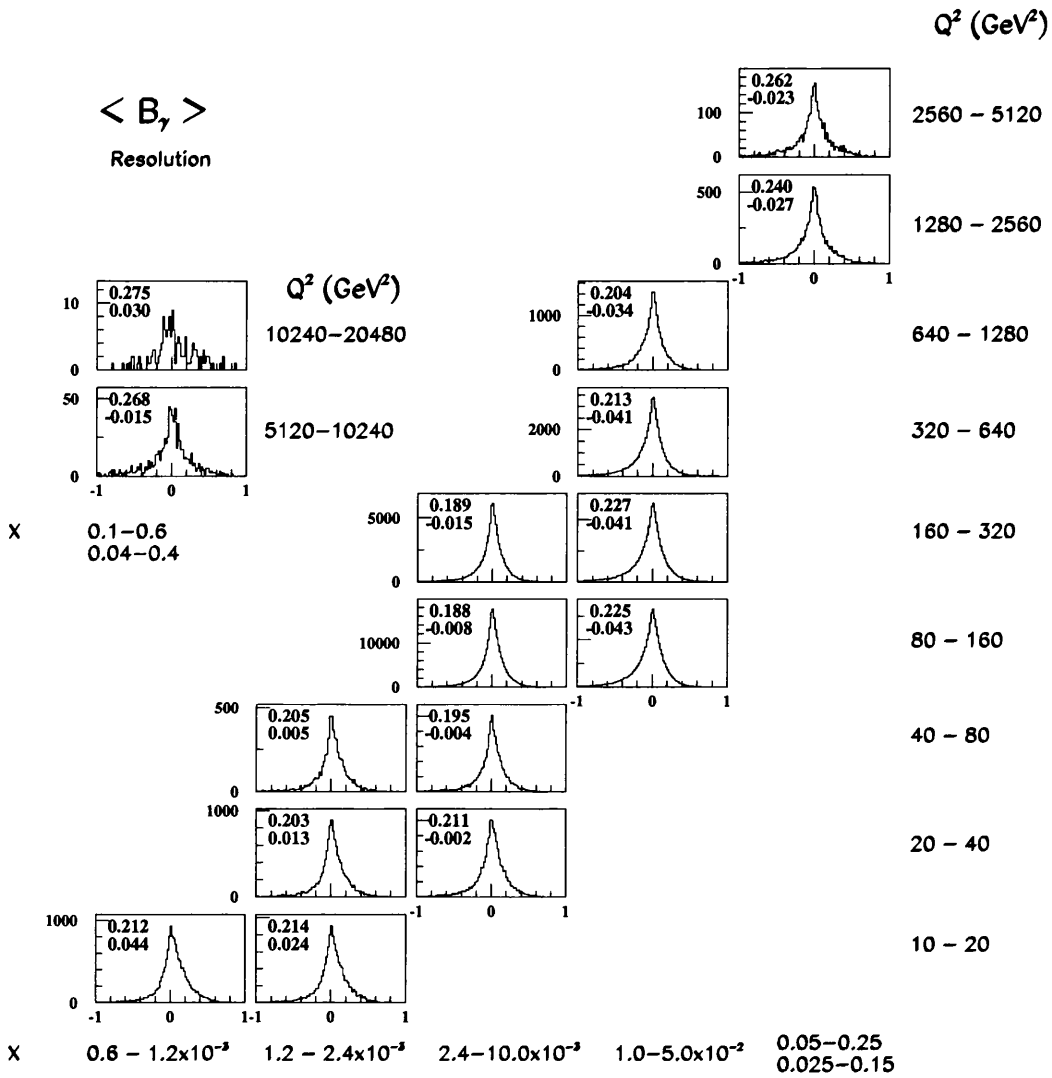 Q² (GeV²)
< Bγ >
Resolution
0.262
-0.023
100
0
2560 – 5120
0.240
-0.027
500
0
-1 0 1
1280 – 2560
0.275
0.030
10
0
Q² (GeV²)
10240–20480
0.204
-0.034
1000
0
640 – 1280
0.268
-0.015
50
0
-1 0 1
5120–10240
0.213
-0.041
2000
0
320 – 640
x 0.1–0.6
0.04–0.4
0.189
-0.015
5000
0
0.227
-0.041
160 – 320
0.188
-0.008
10000
0
0.225
-0.043
-1 0 1
80 – 160
0.205
0.005
500
0
0.195
-0.004
40 – 80
0.203
0.013
1000
0
0.211
-0.002
-1 0 1
20 – 40
0.212
0.044
1000
0
-1 0 1
0.214
0.024
-1 0 1
10 – 20
x 0.6 – 1.2x10⁻³ 1.2 – 2.4x10⁻³ 2.4–10.0x10⁻³ 1.0–5.0x10⁻² 0.05–0.25
0.025–0.15